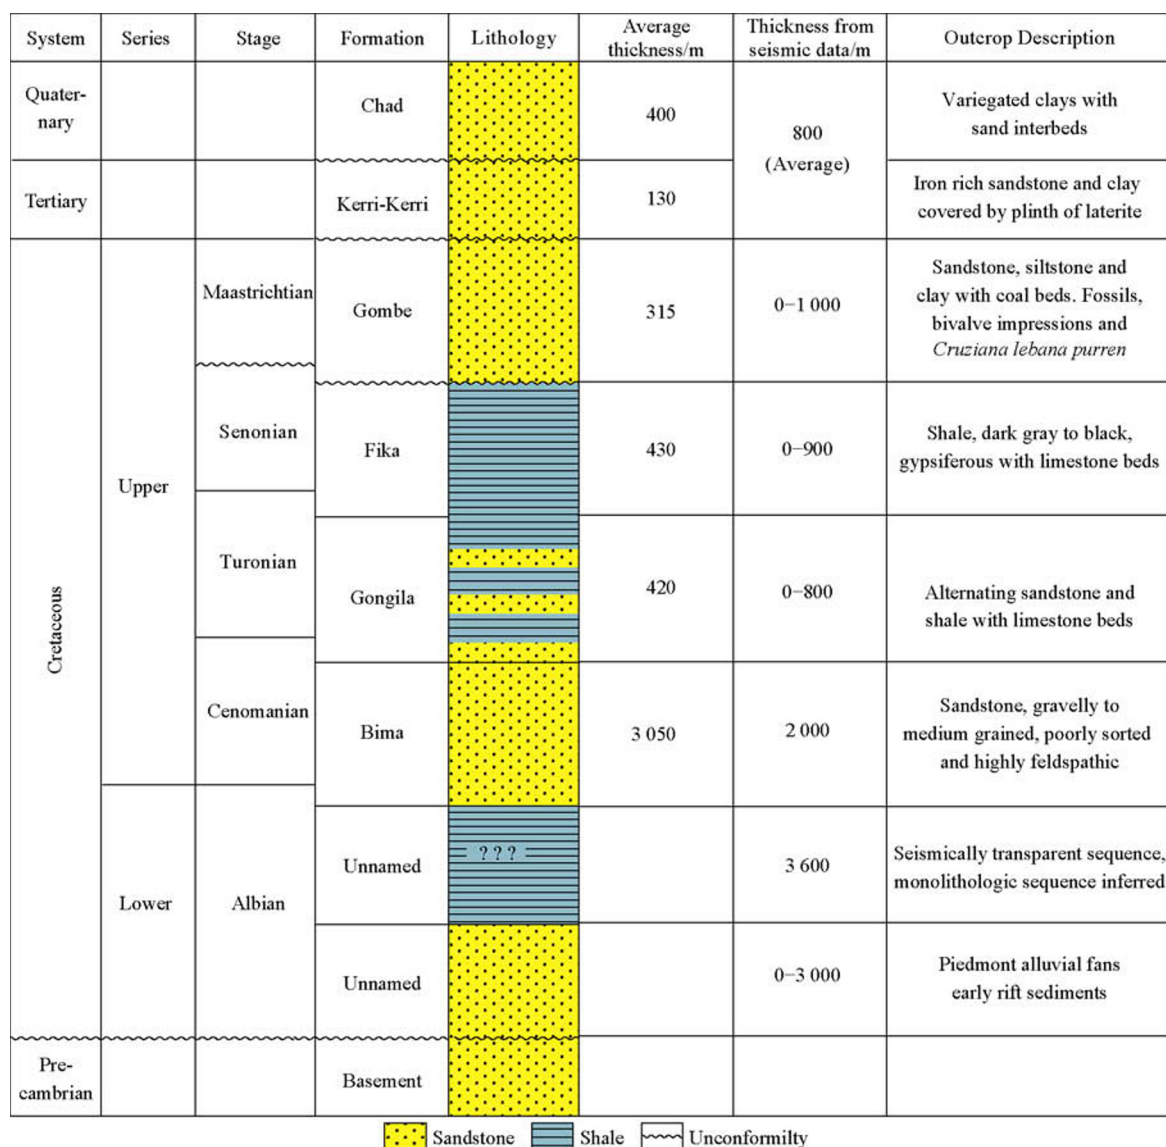 System Series Stage Formation Lithology Average thickness/m Thickness from seismic data/m Outcrop Description
Quater-
nary
Chad
400
800
(Average)
Variegated clays with
sand interbeds
Tertiary
Kerri-Kerri
130
Iron rich sandstone and clay
covered by plinth of laterite
Cretaceous
Upper
Maastrichtian
Gombe
315
0−1 000
Sandstone, siltstone and
clay with coal beds. Fossils,
bivalve impressions and
Cruziana lebana purren
Senonian
Fika
430
0−900
Shale, dark gray to black,
gypsiferous with limestone beds
Turonian
Gongila
420
0−800
Alternating sandstone and
shale with limestone beds
Cenomanian
Bima
3 050
2 000
Sandstone, gravelly to
medium grained, poorly sorted
and highly feldspathic
Lower
Albian
Unnamed
? ? ?
3 600
Seismically transparent sequence,
monolithologic sequence inferred
Unnamed
0−3 000
Piedmont alluvial fans
early rift sediments
Pre-
cambrian
Basement
Sandstone Shale Unconformilty